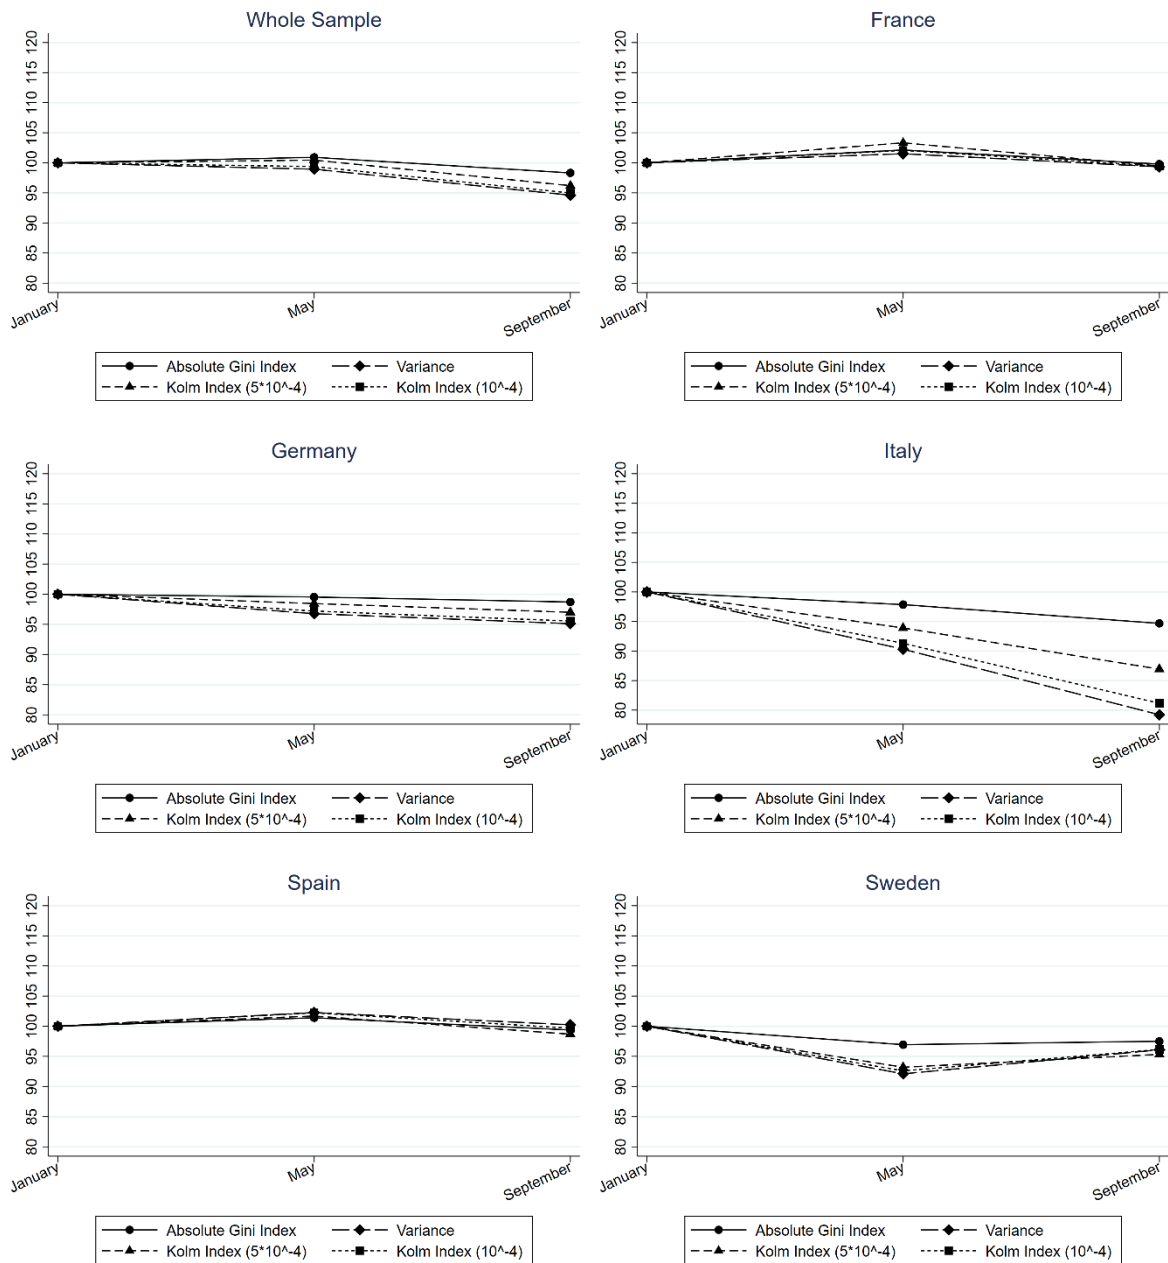 Whole Sample
120
115
110
105
100
95
90
85
80
January
May
September
Absolute Gini Index
Variance
Kolm Index (5*10^-4)
Kolm Index (10^-4)
France
120
115
110
105
100
95
90
85
80
January
May
September
Absolute Gini Index
Variance
Kolm Index (5*10^-4)
Kolm Index (10^-4)
Germany
120
115
110
105
100
95
90
85
80
January
May
September
Absolute Gini Index
Variance
Kolm Index (5*10^-4)
Kolm Index (10^-4)
Italy
120
115
110
105
100
95
90
85
80
January
May
September
Absolute Gini Index
Variance
Kolm Index (5*10^-4)
Kolm Index (10^-4)
Spain
120
115
110
105
100
95
90
85
80
January
May
September
Absolute Gini Index
Variance
Kolm Index (5*10^-4)
Kolm Index (10^-4)
Sweden
120
115
110
105
100
95
90
85
80
January
May
September
Absolute Gini Index
Variance
Kolm Index (5*10^-4)
Kolm Index (10^-4)